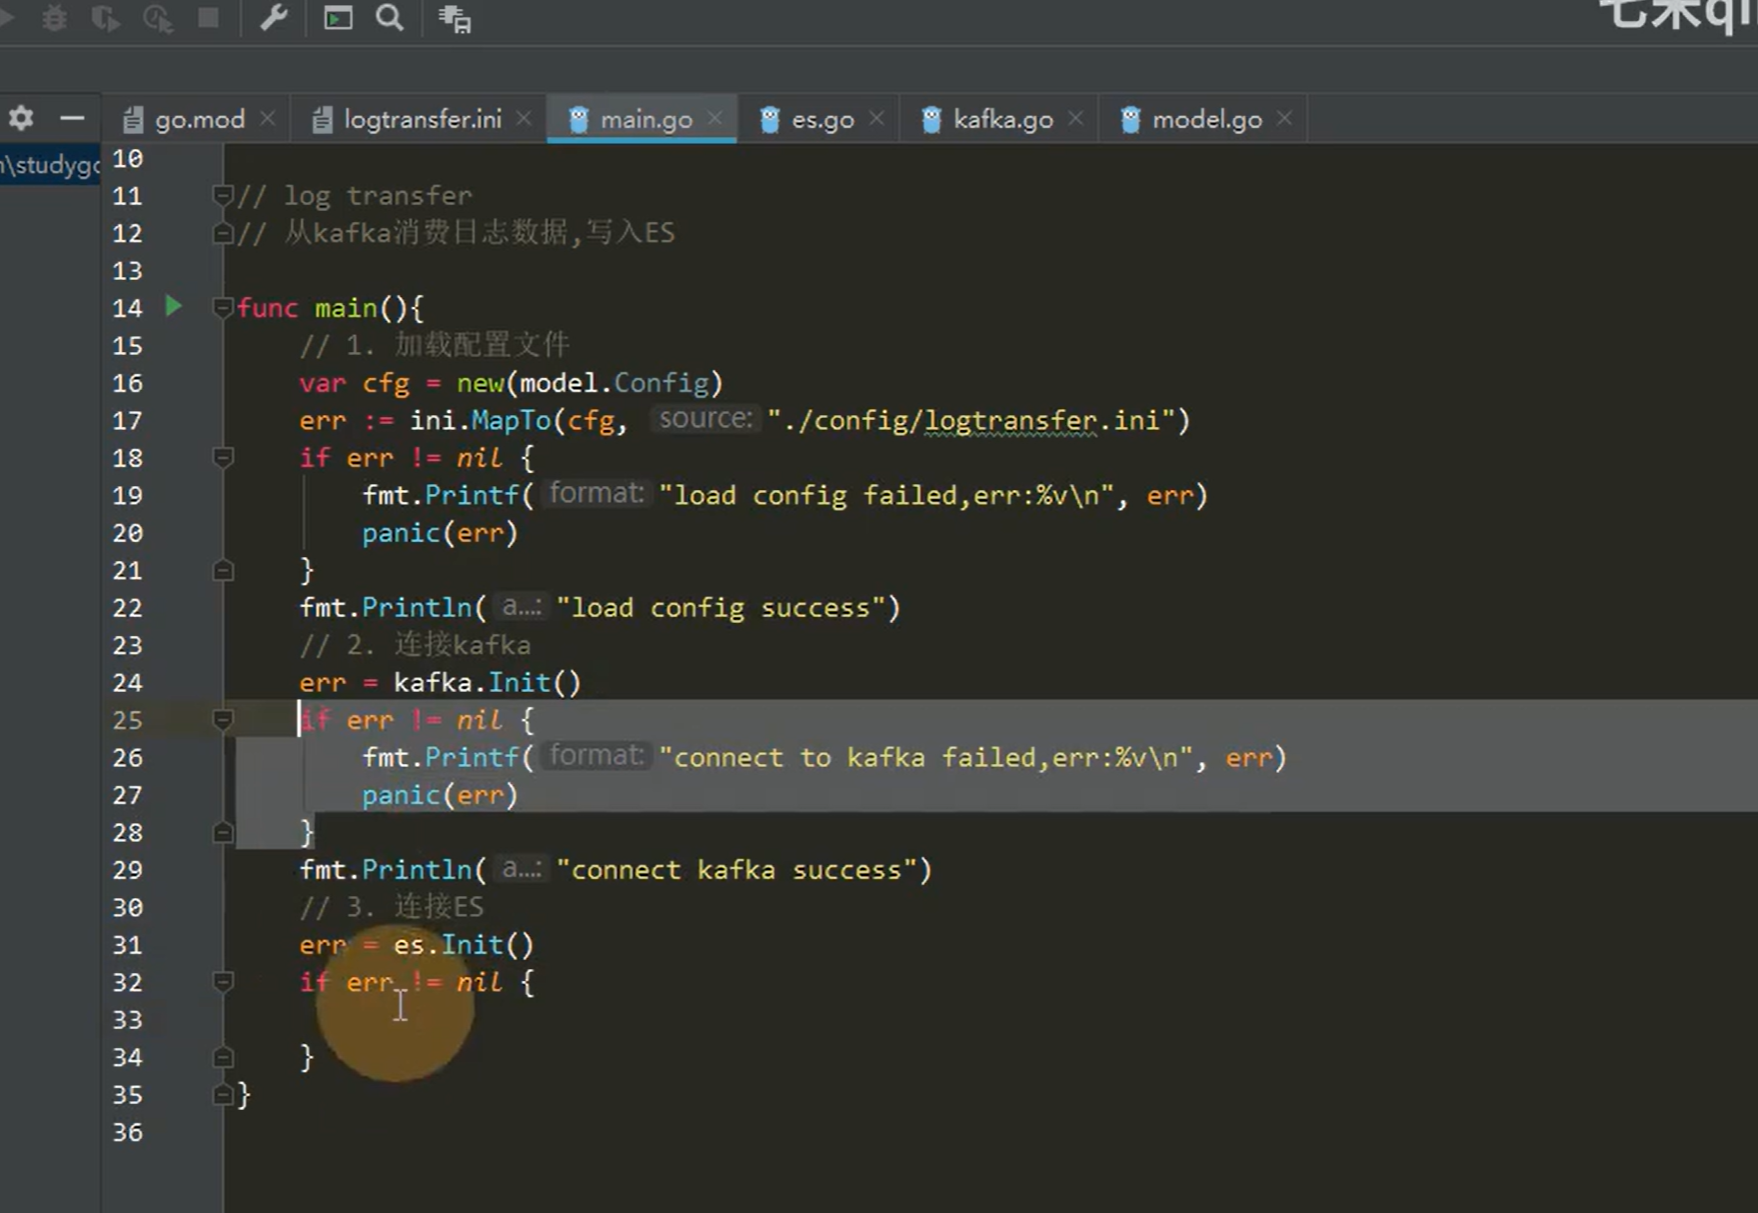 go.mod logtransfer.ini main.go es.go kafka.go model.go
\studygo
10
11 // log transfer
12 // 从kafka消费日志数据,写入ES
13
14 func main(){
15 // 1. 加载配置文件
16 var cfg = new(model.Config)
17 err := ini.MapTo(cfg, source: "./config/logtransfer.ini")
18 if err != nil {
19 fmt.Printf( format: "load config failed,err:%v\n", err)
20 panic(err)
21 }
22 fmt.Println( a...: "load config success")
23 // 2. 连接kafka
24 err = kafka.Init()
25 if err != nil {
26 fmt.Printf( format: "connect to kafka failed,err:%v\n", err)
27 panic(err)
28 }
29 fmt.Println( a...: "connect kafka success")
30 // 3. 连接ES
31 err = es.Init()
32 if err != nil {
33
34 }
35 }
36